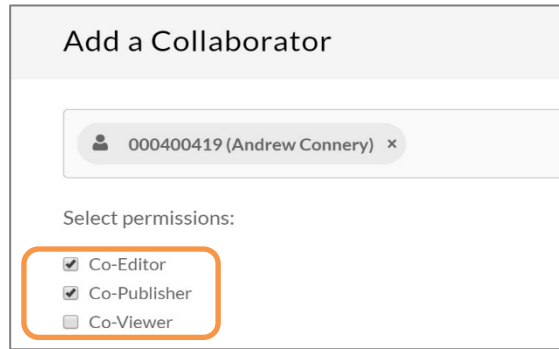 Add a Collaborator
000400419 (Andrew Connery) ×
Select permissions:
Co-Editor
Co-Publisher
Co-Viewer